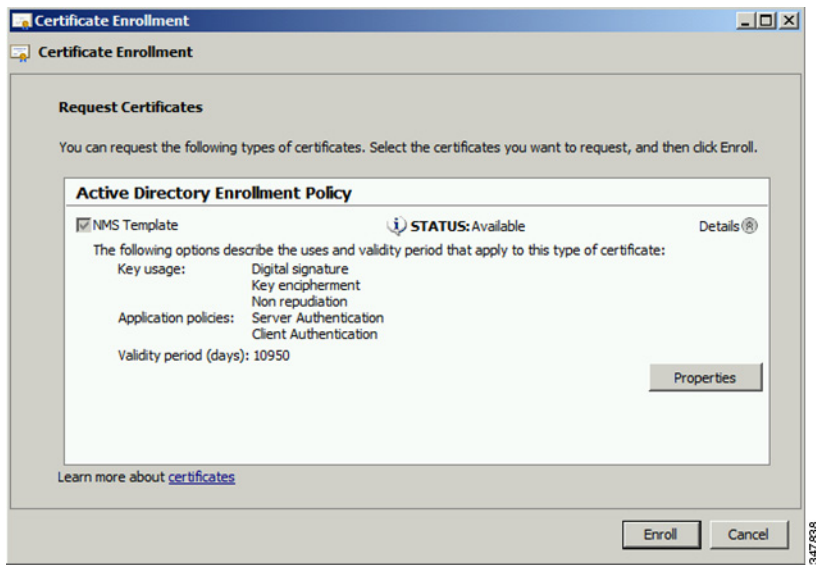 Certificate Enrollment
Certificate Enrollment
Request Certificates
You can request the following types of certificates. Select the certificates you want to request, and then click Enroll.
Active Directory Enrollment Policy
NMS Template STATUS: Available Details
The following options describe the uses and validity period that apply to this type of certificate:
Key usage: Digital signature
Key encipherment
Non repudiation
Application policies: Server Authentication
Client Authentication
Validity period (days): 10950
Properties
Learn more about certificates
Enroll Cancel
347838